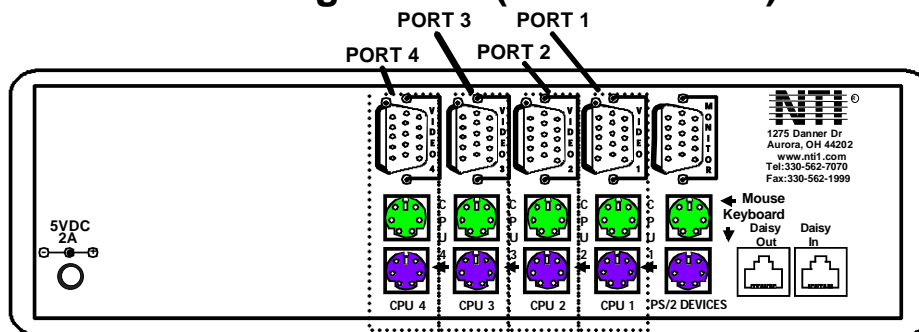 PORT 3
PORT 1
PORT 4
PORT 2
VIDEO 4
VIDEO 3
VIDEO 2
VIDEO 1
MONITOR
NTI®
1275 Danner Dr
Aurora, OH 44202
www.nti1.com
Tel:330-562-7070
Fax:330-562-1999
Mouse
Keyboard
5VDC
2A
CPU 4
CPU 3
CPU 2
CPU 1
Daisy
Out
Daisy
In
CPU 4
CPU 3
CPU 2
CPU 1
PS/2 DEVICES